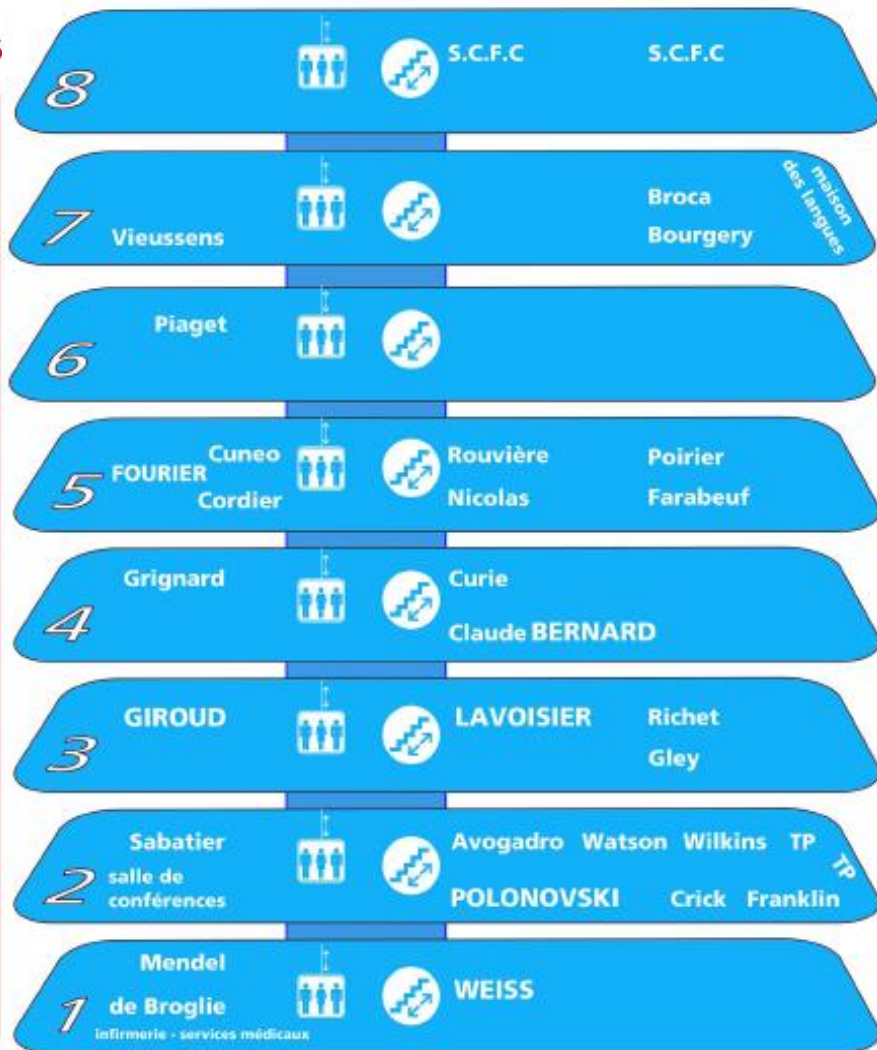 s
8
S.C.F.C S.C.F.C
7
Vieussens
Broca
Bourgery
maison
des langues
6
Piaget
5
FOURIER
Cuneo
Cordier
Rouvière
Nicolas
Poirier
Farabeuf
4
Grignard
Curie
Claude BERNARD
3
GIROUD
LAVOISIER
Richet
Gley
2
Sabatier
salle de
conférences
Avogadro Watson Wilkins TP
TP
POLONOVSKI Crick Franklin
1
Mendel
de Broglie
infirmerie - services médicaux
WEISS